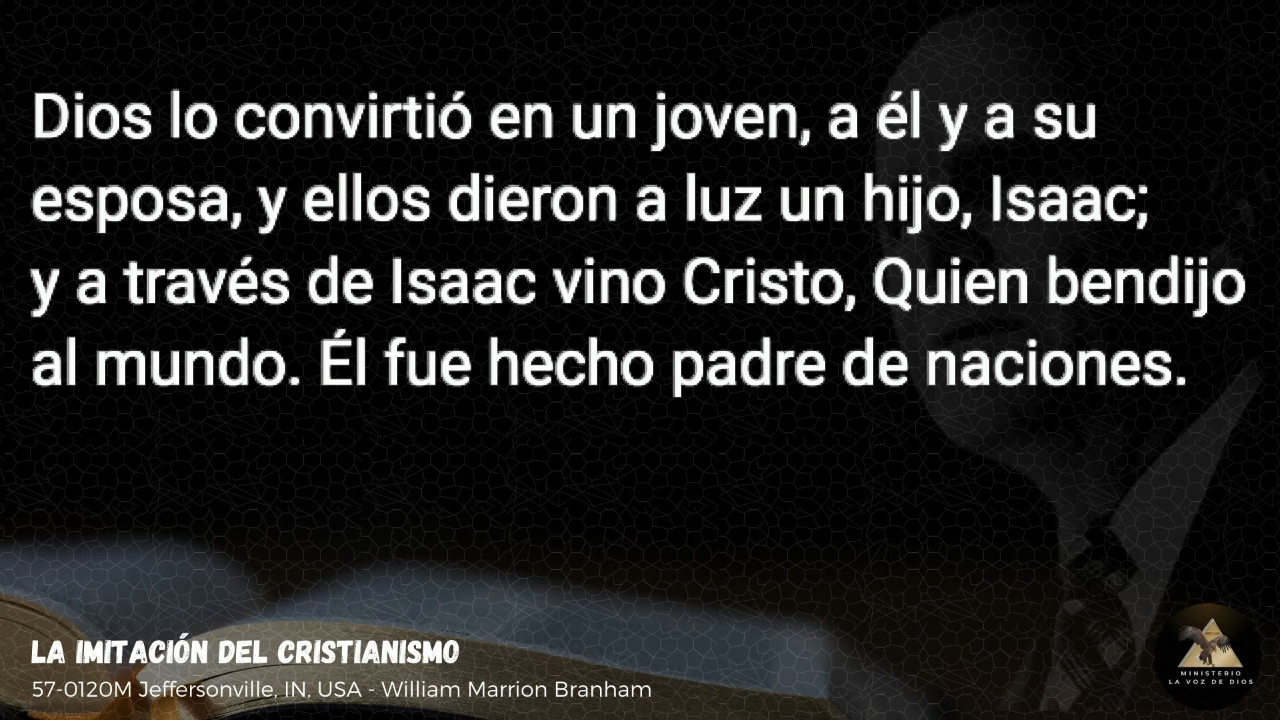 Dios lo convirtió en un joven, a él y a su
esposa, y ellos dieron a luz un hijo, Isaac;
y a través de Isaac vino Cristo, Quien bendijo
al mundo. Él fue hecho padre de naciones.
LA IMITACIÓN DEL CRISTIANISMO
57-0120M Jeffersonville, IN, USA - William Marrion Branham
MINISTERIO
LA VOZ DE DIOS